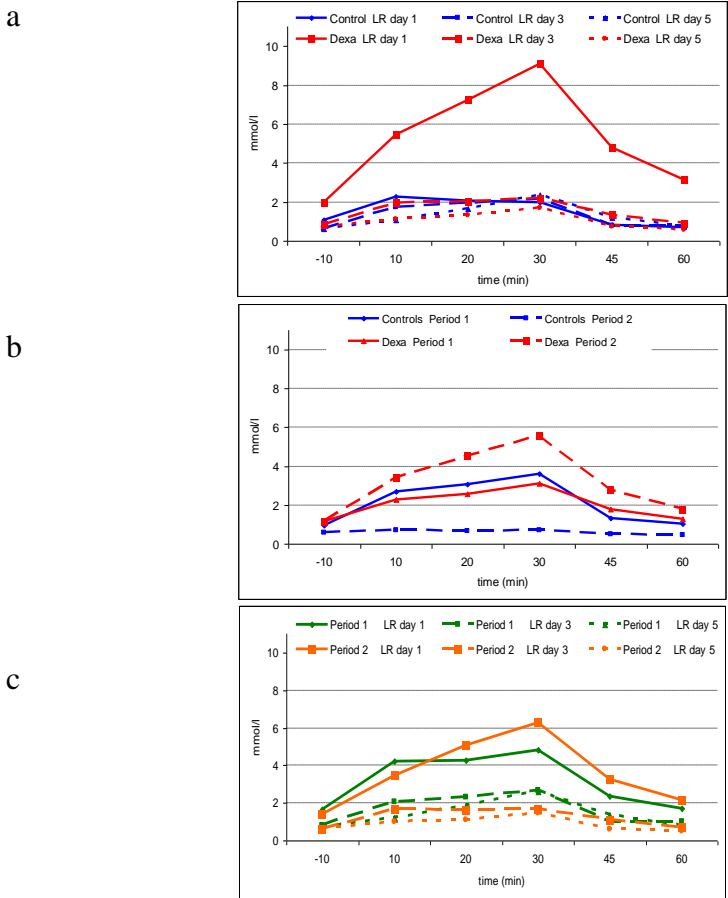 a
Control LR day 1 Control LR day 3 Control LR day 5
Dexa LR day 1 Dexa LR day 3 Dexa LR day 5
mmol/l
10
8
6
4
2
0
-10 10 20 30 45 60
time (min)
b
Controls Period 1 Controls Period 2
Dexa Period 1 Dexa Period 2
mmol/l
10
8
6
4
2
0
-10 10 20 30 45 60
time (min)
c
Period 1 LR day 1 Period 1 LR day 3 Period 1 LR day 5
Period 2 LR day 1 Period 2 LR day 3 Period 2 LR day 5
mmol/l
10
8
6
4
2
0
-10 10 20 30 45 60
time (min)